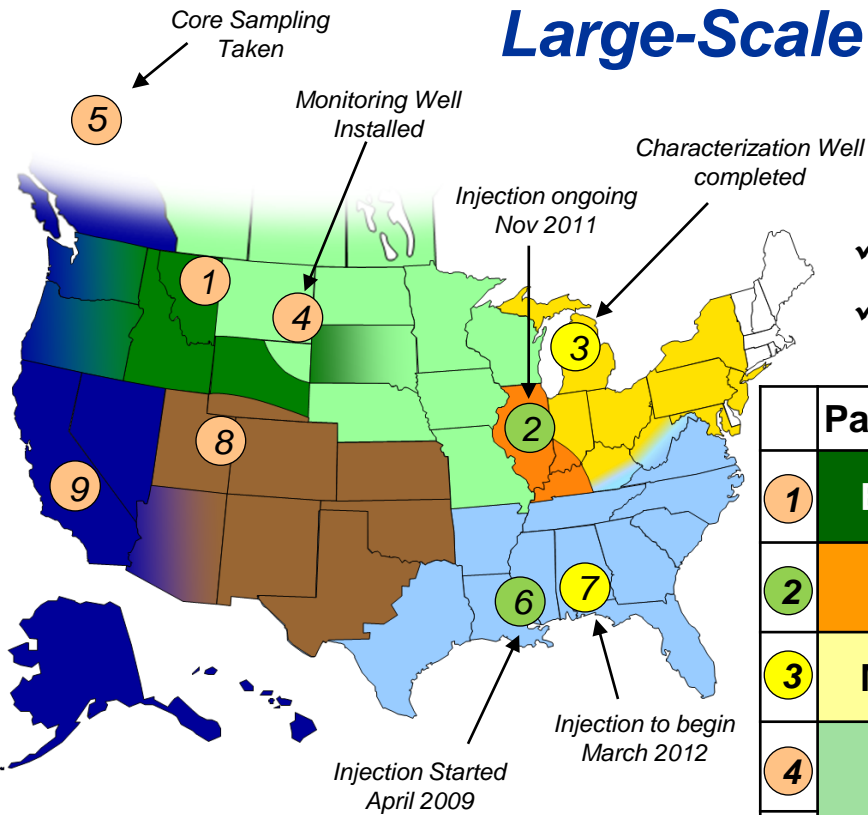 Large-Scale
Core Sampling
Taken
5
Monitoring Well
Installed
Characterization Well
completed
Injection ongoing
Nov 2011
✓
✓
1
4
3
2
8
9
6
7
Injection to begin
March 2012
Injection Started
April 2009
Pa
1
2
3
4